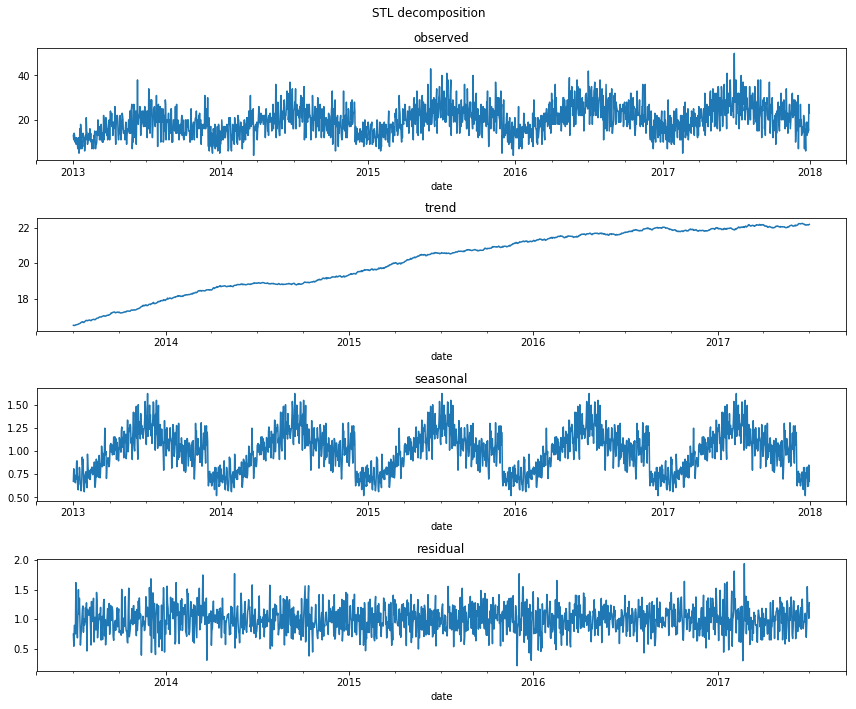 STL decomposition
observed
40
20
2013 2014 2015 2016 2017 2018
date
trend
22
20
18
2014 2015 2016 2017
date
seasonal
1.50
1.25
1.00
0.75
0.50
2013 2014 2015 2016 2017 2018
date
residual
2.0
1.5
1.0
0.5
2014 2015 2016 2017
date